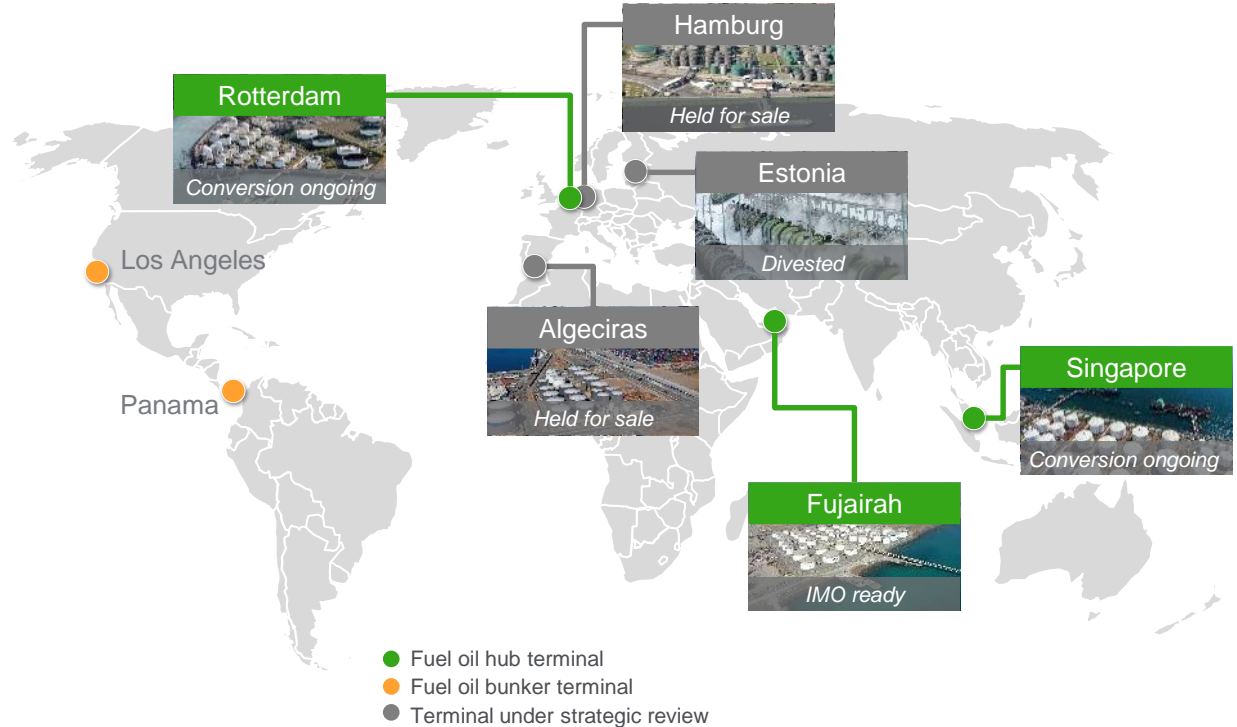 Hamburg
Held for sale
Rotterdam
Conversion ongoing
Estonia
Divested
Los Angeles
Algeciras
Held for sale
Panama
Singapore
Conversion ongoing
Fujairah
IMO ready
Fuel oil hub terminal
Fuel oil bunker terminal
Terminal under strategic review